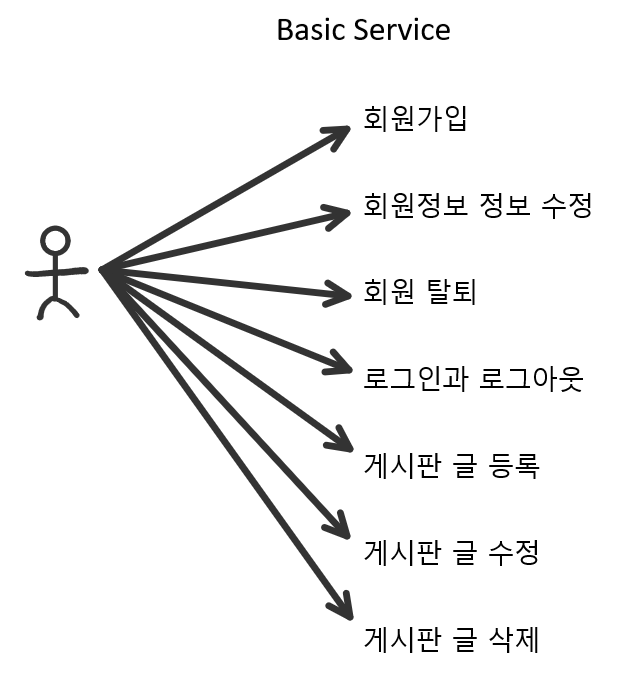 Basic Service
회원가입
회원정보 정보 수정
회원 탈퇴
로그인과 로그아웃
게시판 글 등록
게시판 글 수정
게시판 글 삭제